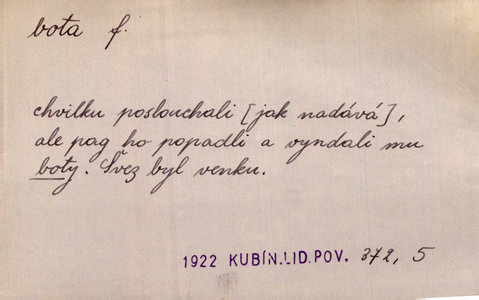 bota f.
chvilku poslouchali [jak nadává],
ale pag ho popadli a vyndali mu
boty. Švez byl venku.
1922 KUBÍN.LID.POV. 372, 5